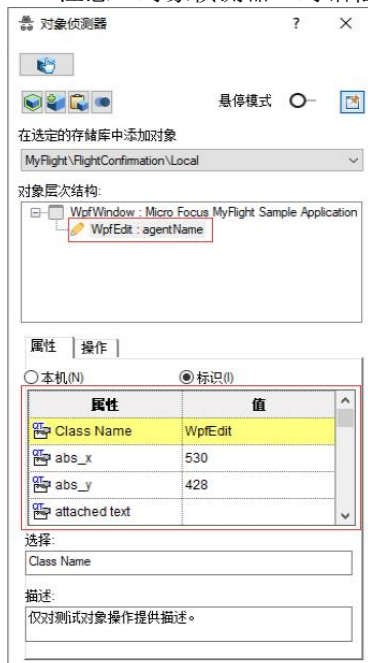 对象侦测器 ? ×
悬停模式
在选定的存储库中添加对象
MyFlight\FlightConfirmation\Local
对象层次结构:
WpfWindow : Micro Focus MyFlight Sample Application
WpfEdit : agentName
属性 操作
本机(N) 标识(I)
属性 值
Class Name WpfEdit
abs_x 530
abs_y 428
attached text
选择:
Class Name
描述:
仅对测试对象操作提供描述。